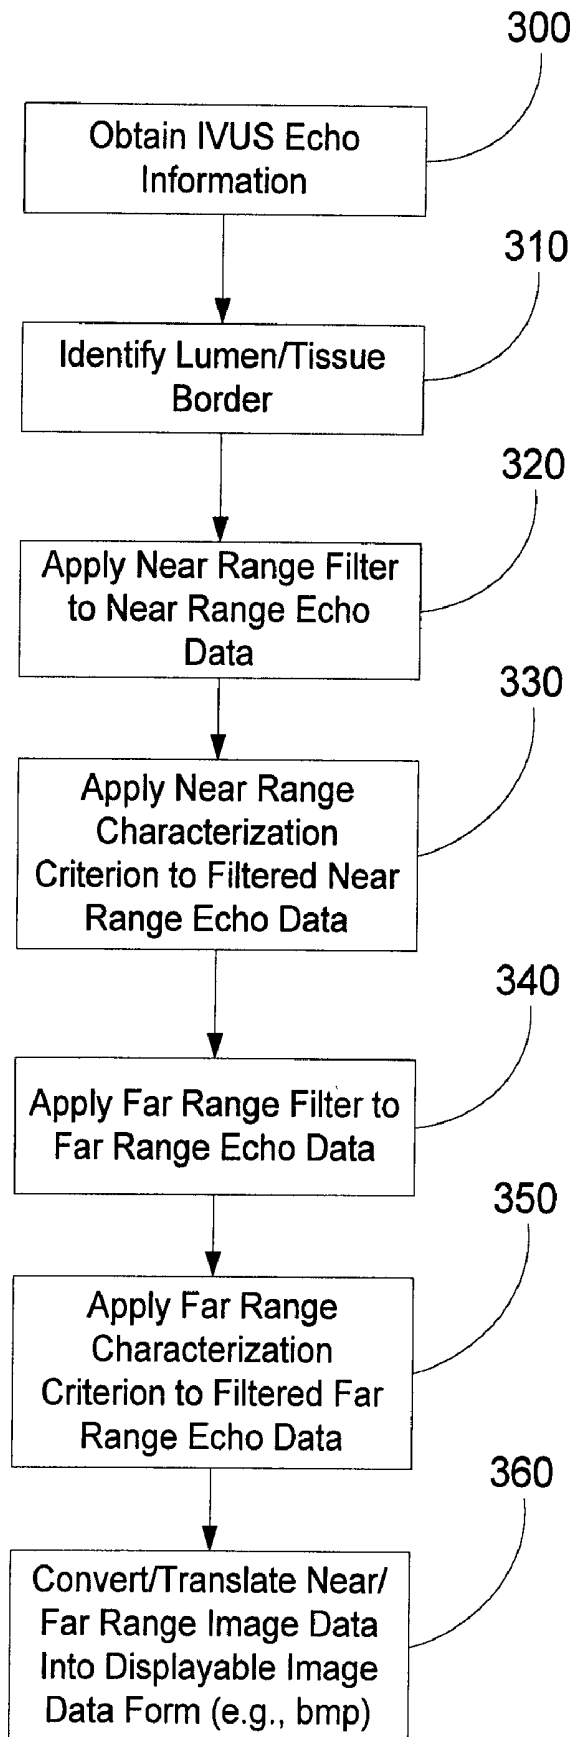 300
Obtain IVUS Echo
Information
310
Identify Lumen/Tissue
Border
320
Apply Near Range Filter
to Near Range Echo
Data
330
Apply Near Range
Characterization
Criterion to Filtered Near
Range Echo Data
340
Apply Far Range Filter to
Far Range Echo Data
350
Apply Far Range
Characterization
Criterion to Filtered Far
Range Echo Data
360
Convert/Translate Near/
Far Range Image Data
Into Displayable Image
Data Form (e.g., bmp)